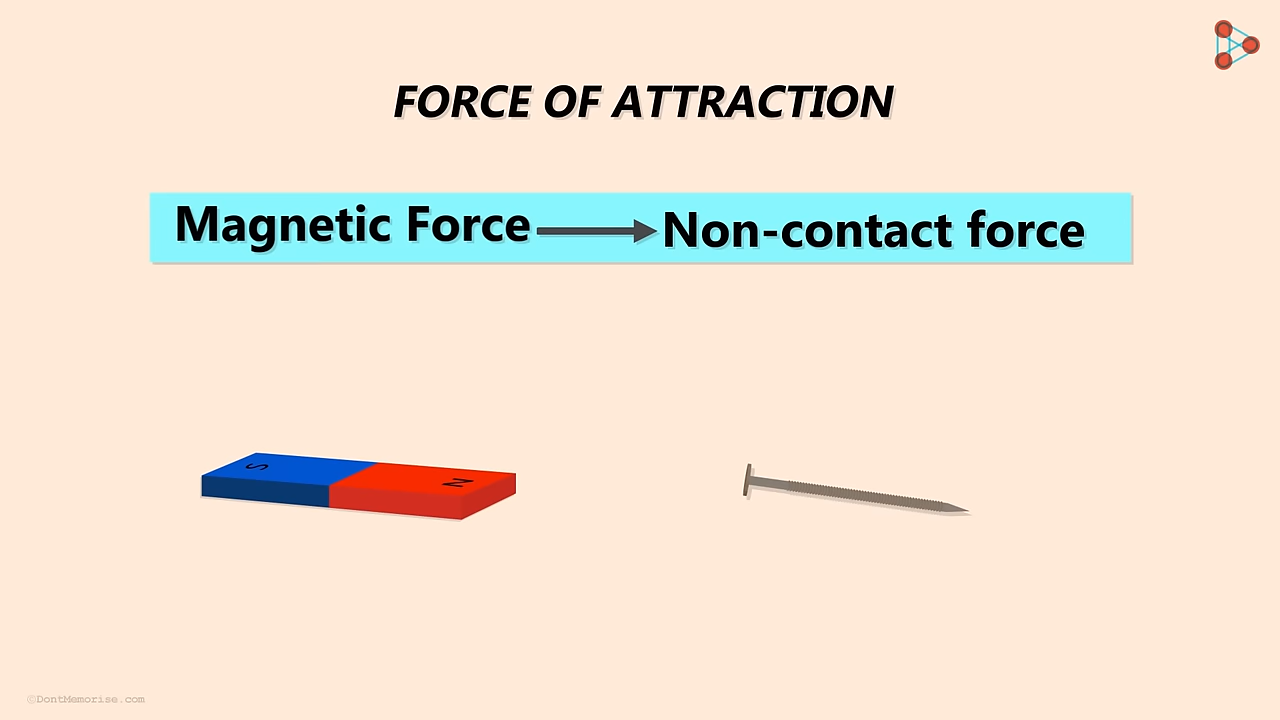 FORCE OF ATTRACTION
Magnetic Force Non-contact force
S N
©DontMemorise.com